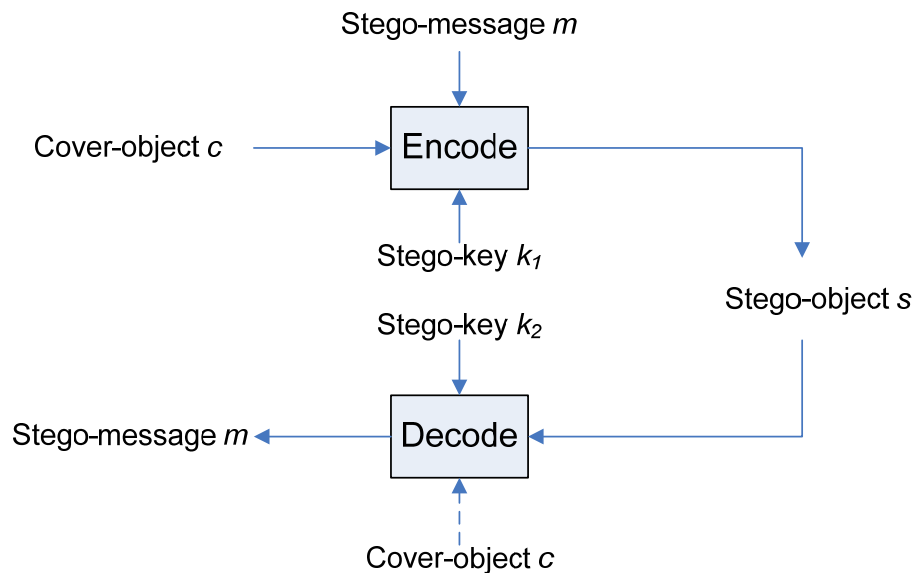 Stego-message m
Cover-object c
Encode
Stego-key k1
Stego-object s
Stego-key k2
Stego-message m
Decode
Cover-object c